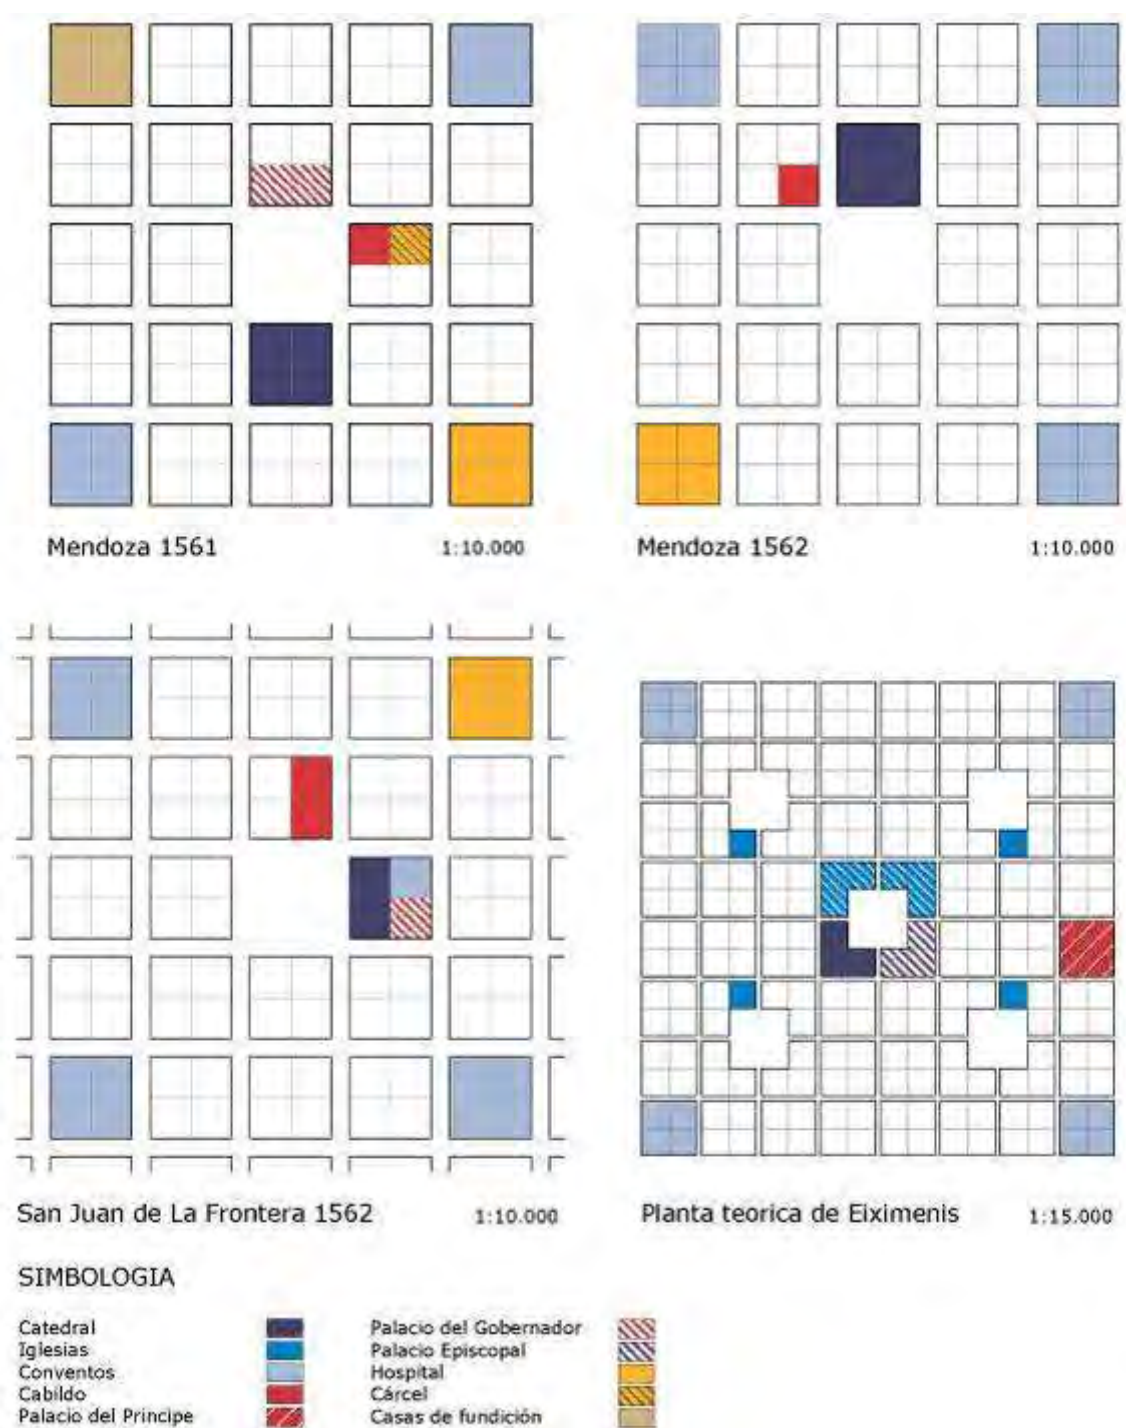 Mendoza 1561 1:10.000
Mendoza 1562 1:10.000
San Juan de La Frontera 1562 1:10.000
Planta teorica de Eiximenis 1:15.000
SIMBOLOGIA
Catedral
Iglesias
Conventos
Cabildo
Palacio del Principe
Palacio del Gobernador
Palacio Episcopal
Hospital
Cárcel
Casas de fundición